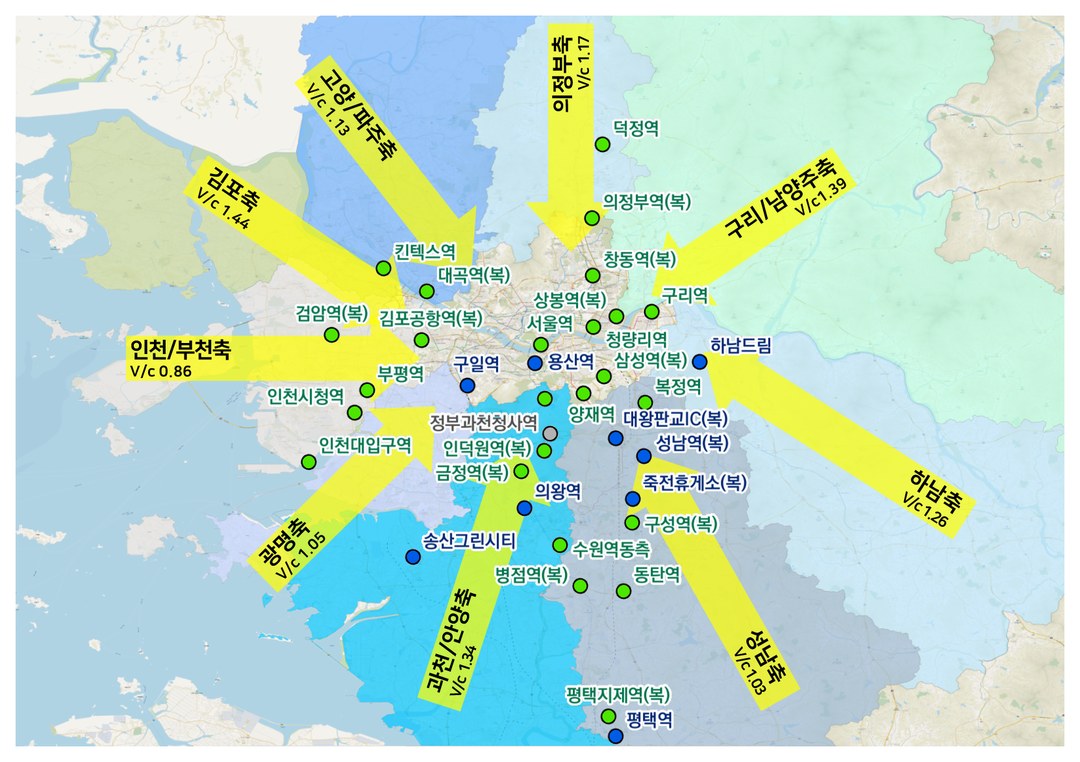 의정부축
V/c 1.17
고양/파주축
V/c 1.13
덕정역
구리/남양주축
V/c1.39
김포축
V/c 1.44
의정부역(복)
킨텍스역
창동역(복)
대곡역(복)
상봉역(복)
구리역
검암역(복)
김포공항역(복)
서울역
청량리역
인천/부천축
V/c 0.86
구일역
용산역
삼성역(복)
하남드림
부평역
인천시청역
양재역
복정역
정부과천청사역
대왕판교IC(복)
인천대입구역
인덕원역(복)
성남역(복)
금정역(복)
의왕역
죽전휴게소(복)
하남축
V/c1.26
구성역(복)
광명축
V/c 1.05
송산그린시티
수원역동측
병점역(복)
동탄역
과천/안양축
V/c 1.34
성남축
V/c1.03
평택지제역(복)
평택역